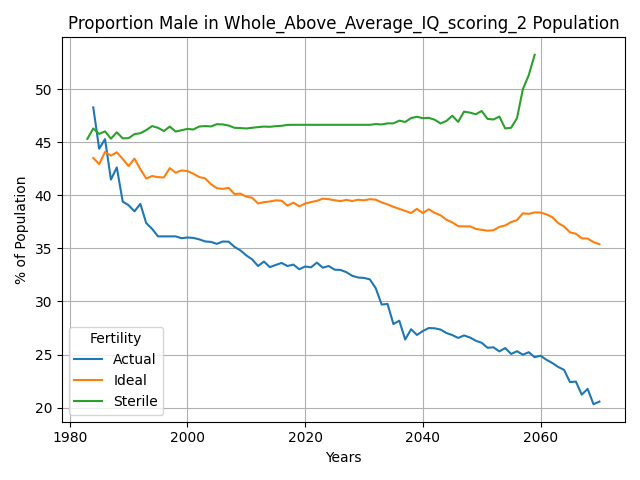 Proportion Male in Whole_Above_Average_IQ_scoring_2 Population
% of Population
50
45
40
35
30
25
20
Fertility
Actual
Ideal
Sterile
1980
2000
2020
2040
2060
Years